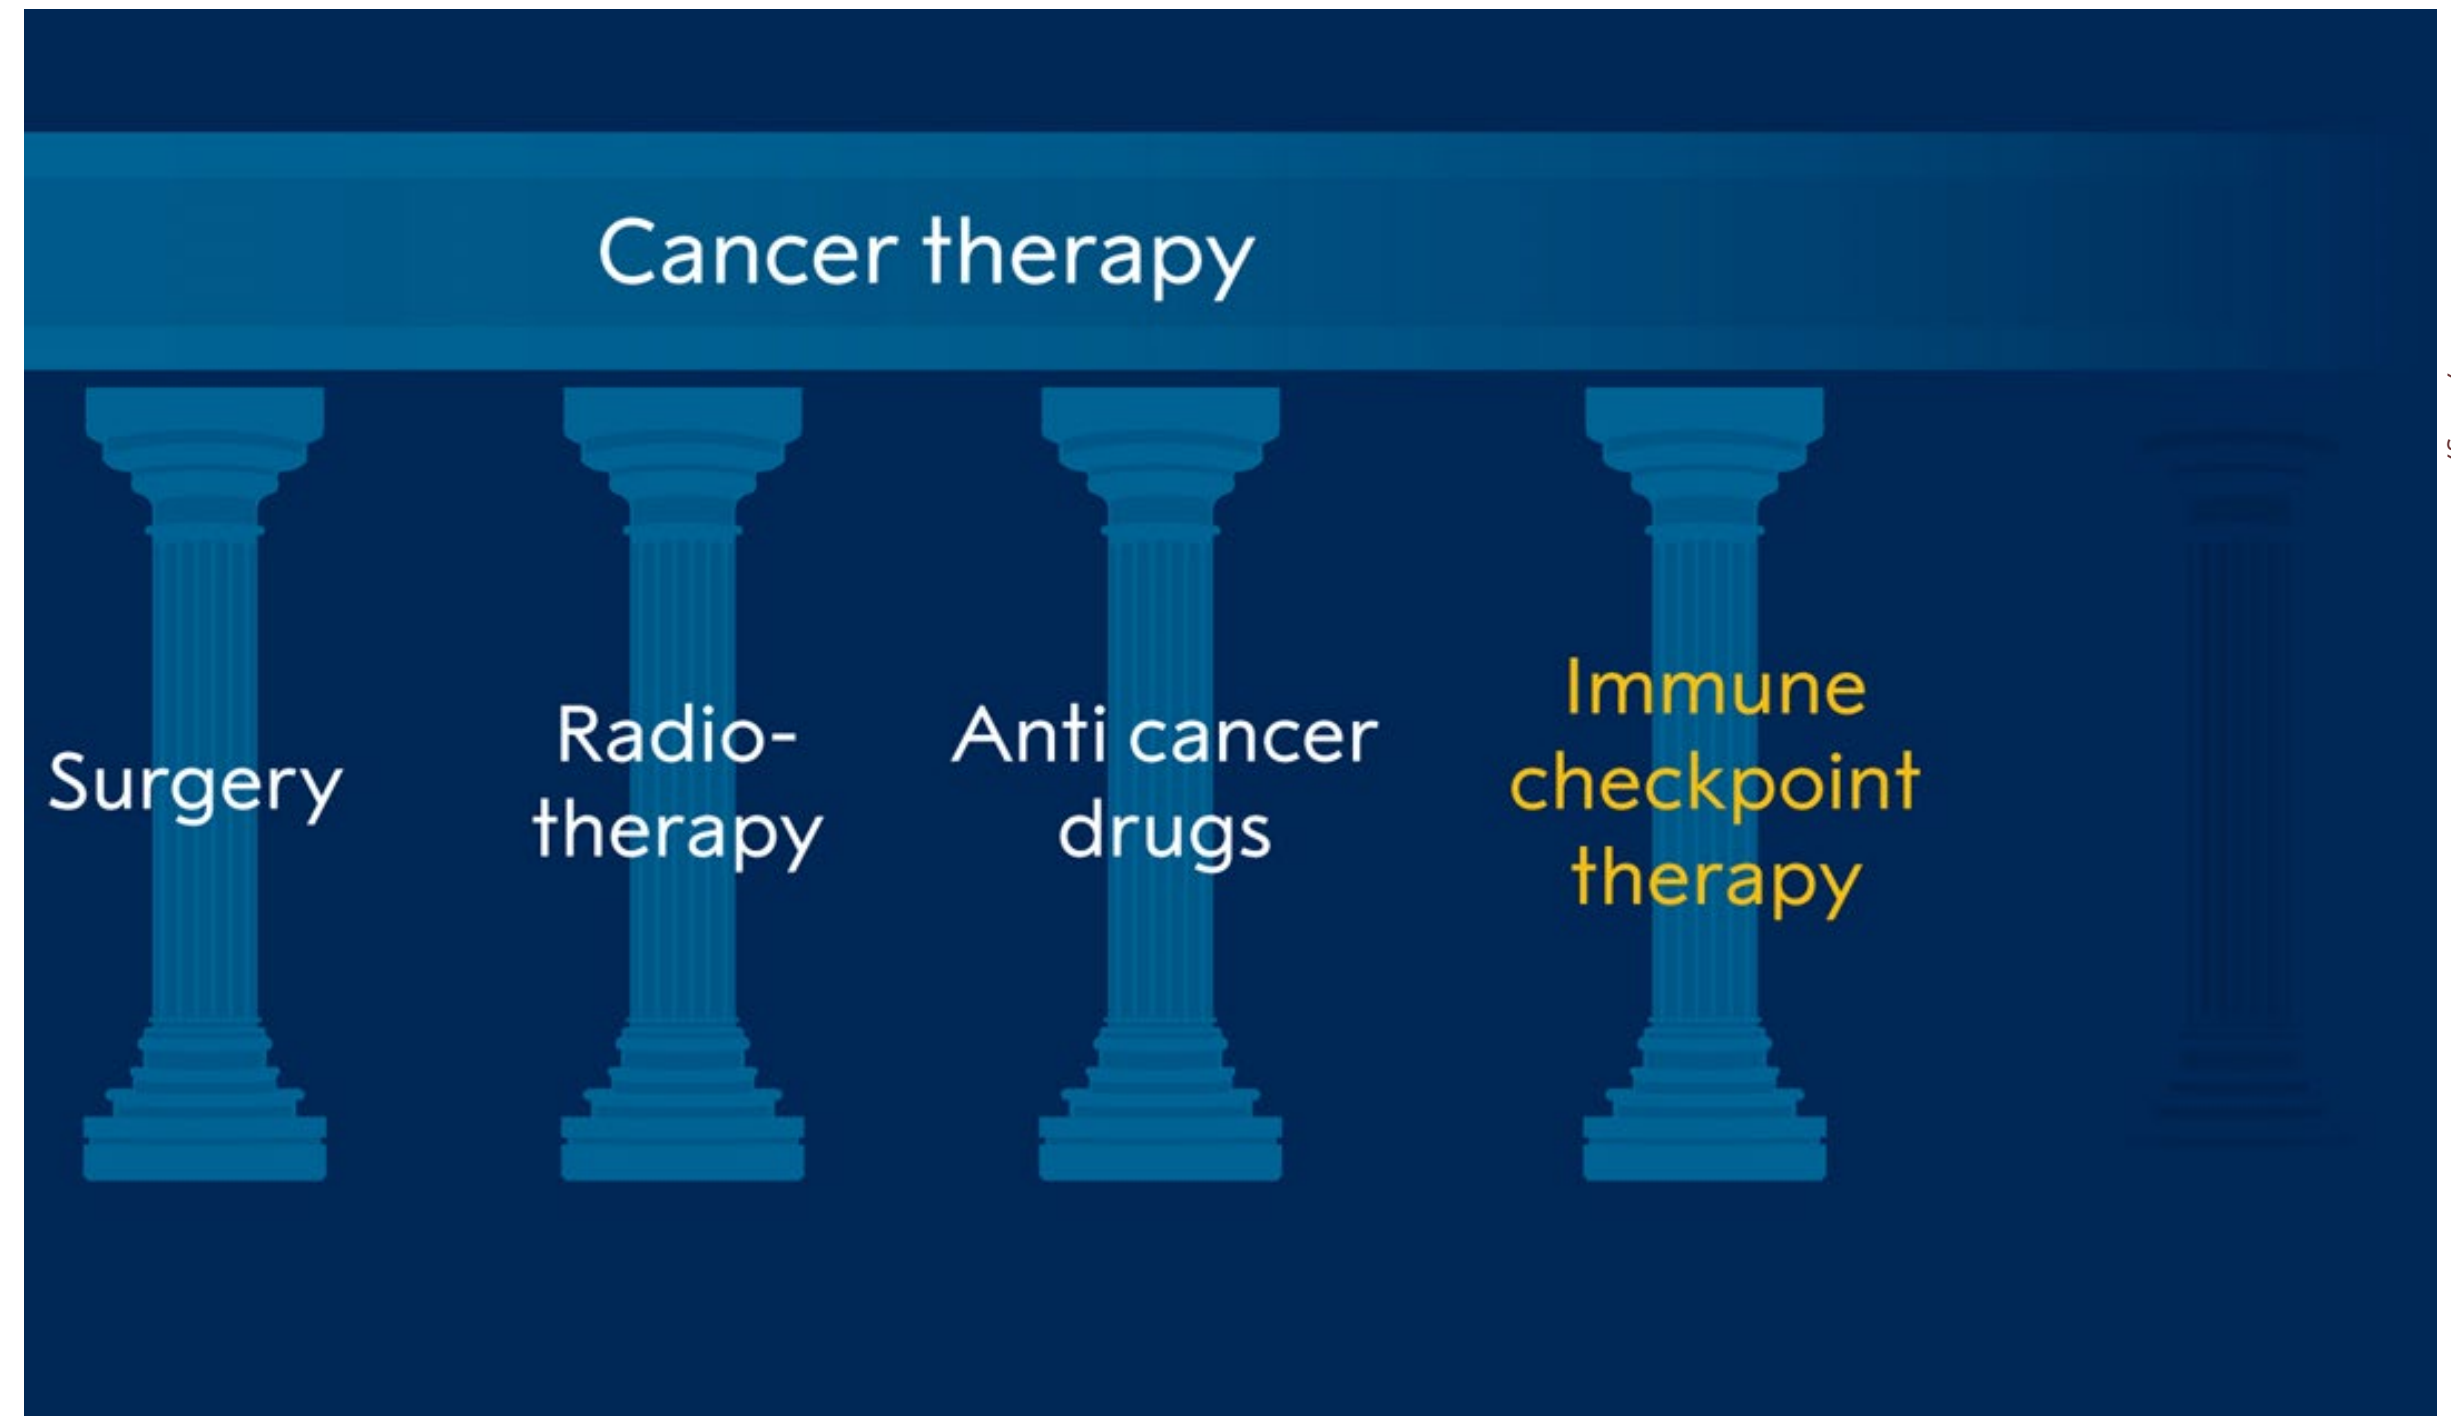 Cancer therapy
Surgery
Radio-
therapy
Anti cancer
drugs
Immune
checkpoint
therapy